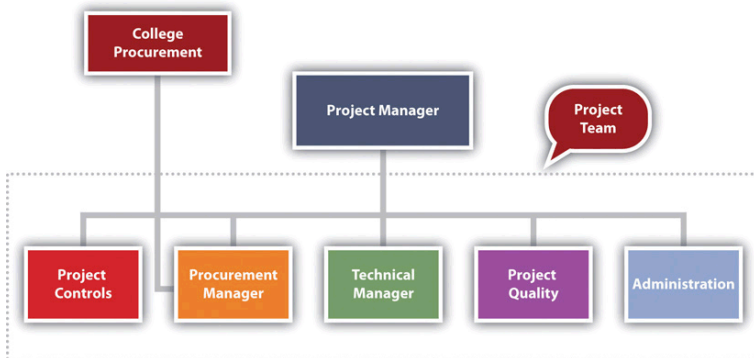 College
Procurement
Project Manager
Project
Team
Project
Controls
Procurement
Manager
Technical
Manager
Project
Quality
Administration